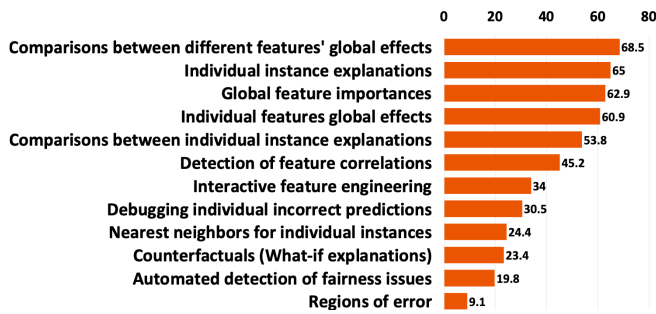 0 20 40 60 80
Comparisons between different features' global effects 68.5
Individual instance explanations 65
Global feature importances 62.9
Individual features global effects 60.9
Comparisons between individual instance explanations 53.8
Detection of feature correlations 45.2
Interactive feature engineering 34
Debugging individual incorrect predictions 30.5
Nearest neighbors for individual instances 24.4
Counterfactuals (What-if explanations) 23.4
Automated detection of fairness issues 19.8
Regions of error 9.1